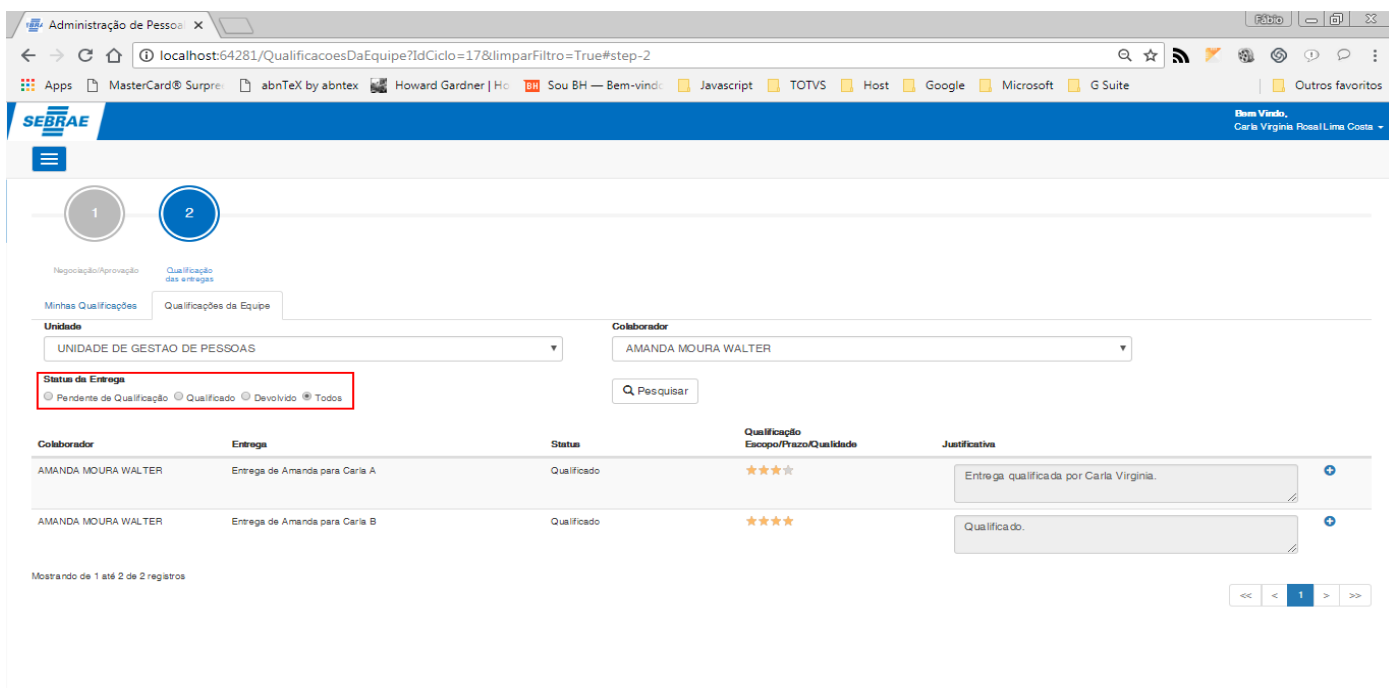 Administração de Pessoal
Fábio
localhost:64281/QualificacoesDaEquipe?IdCiclo=17&limparFiltro=True#step-2
Apps MasterCard® Surpre abnTeX by abntex Howard Gardner | Ho BH Sou BH — Bem-vindo Javascript TOTVS Host Google Microsoft G Suite Outros favoritos
SEBRAE
Bem Vindo,
Carla Virginia Rosal Lima Costa
1 2
Negociação/Aprovação Qualificação
das entregas
Minhas Qualificações Qualificações da Equipe
Unidade Colaborador
UNIDADE DE GESTAO DE PESSOAS AMANDA MOURA WALTER
Status da Entrega
Pendente de Qualificação Qualificado Devolvido Todos Pesquisar
Qualificação
Colaborador Entrega Status Escopo/Prazo/Qualidade Justificativa
AMANDA MOURA WALTER Entrega de Amanda para Carla A Qualificado Entrega qualificada por Carla Virginia.
AMANDA MOURA WALTER Entrega de Amanda para Carla B Qualificado Qualificado.
Mostrando de 1 até 2 de 2 registros
<< < 1 > >>